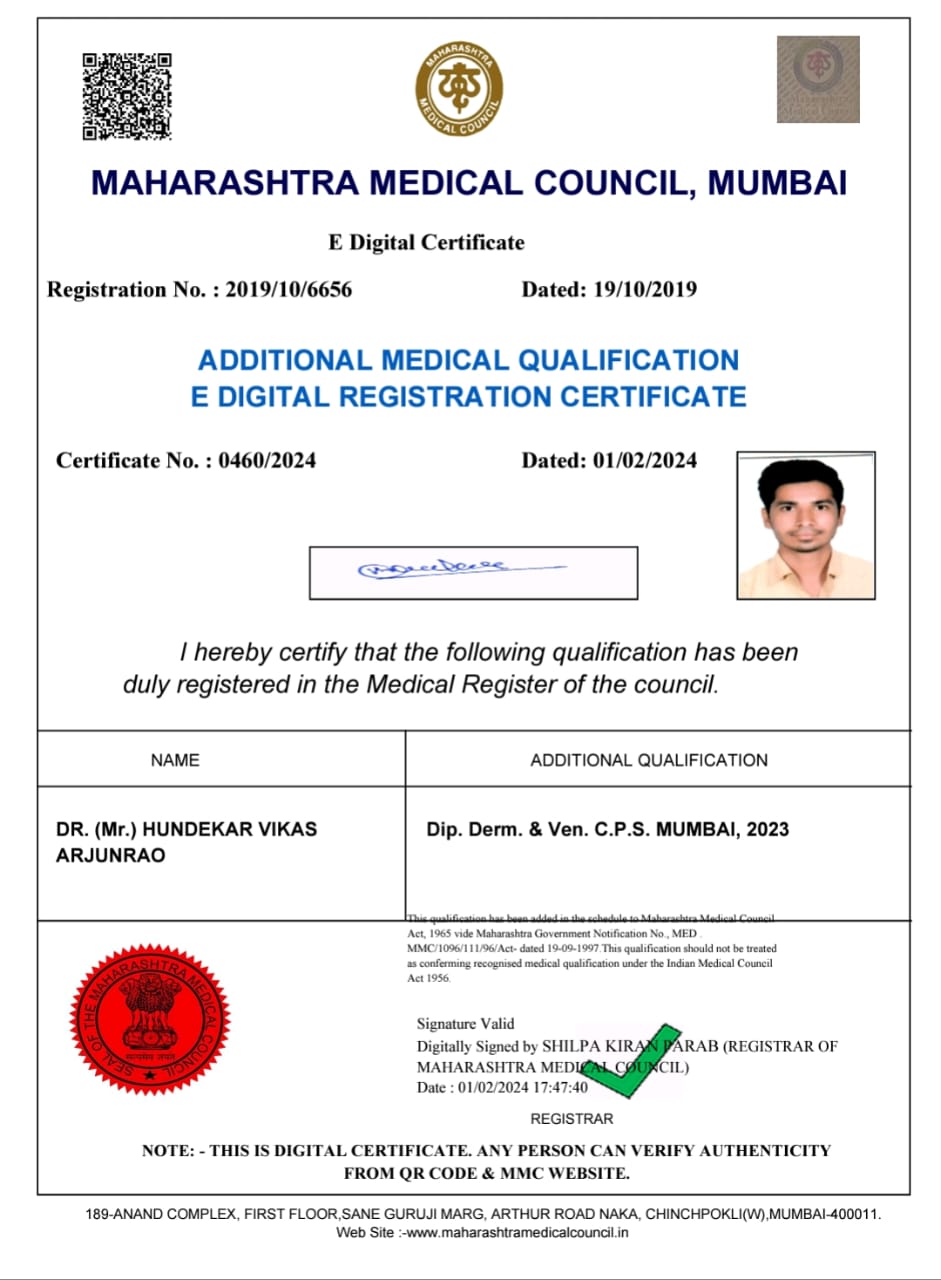 MAHARASHTRA MEDICAL COUNCIL
Maharashtra Medical Council
MAHARASHTRA MEDICAL COUNCIL, MUMBAI
E Digital Certificate
Registration No. : 2019/10/6656 Dated: 19/10/2019
ADDITIONAL MEDICAL QUALIFICATION
E DIGITAL REGISTRATION CERTIFICATE
Certificate No. : 0460/2024 Dated: 01/02/2024
I hereby certify that the following qualification has been
duly registered in the Medical Register of the council.
NAME ADDITIONAL QUALIFICATION
DR. (Mr.) HUNDEKAR VIKAS
ARJUNRAO
Dip. Derm. & Ven. C.P.S. MUMBAI, 2023
This qualification has been added in the schedule to Maharashtra Medical Council
Act, 1965 vide Maharashtra Government Notification No., MED .
MMC/1096/111/96/Act- dated 19-09-1997.This qualification should not be treated
as conferming recognised medical qualification under the Indian Medical Council
Act 1956.
SEAL OF THE MAHARASHTRA MEDICAL COUNCIL
सत्यमेव जयते
Signature Valid
Digitally Signed by SHILPA KIRAN PARAB (REGISTRAR OF
MAHARASHTRA MEDICAL COUNCIL)
Date : 01/02/2024 17:47:40
REGISTRAR
NOTE: - THIS IS DIGITAL CERTIFICATE. ANY PERSON CAN VERIFY AUTHENTICITY
FROM QR CODE & MMC WEBSITE.
189-ANAND COMPLEX, FIRST FLOOR,SANE GURUJI MARG, ARTHUR ROAD NAKA, CHINCHPOKLI(W),MUMBAI-400011.
Web Site :-www.maharashtramedicalcouncil.in